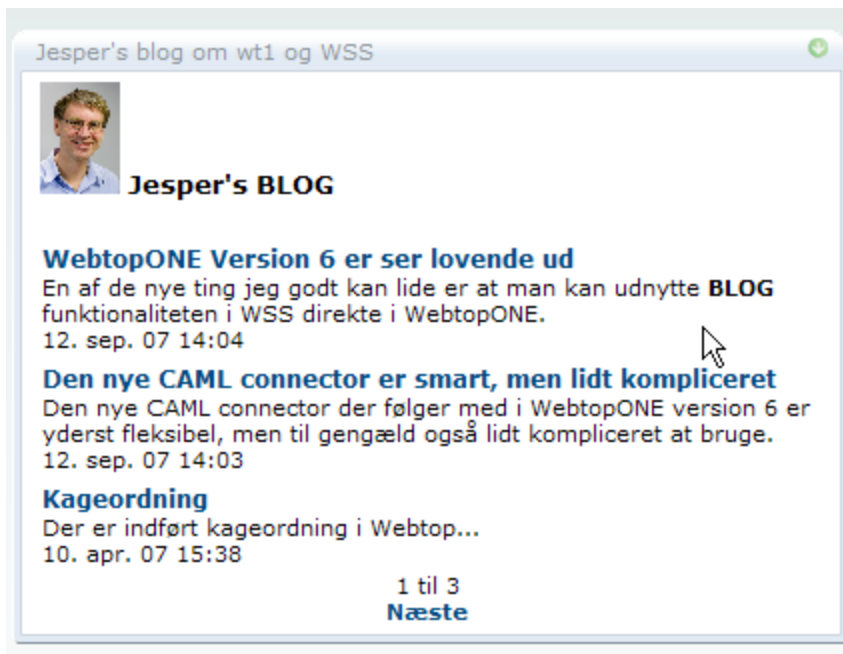 Jesper's blog om wt1 og WSS
Jesper's BLOG
WebtopONE Version 6 er ser lovende ud
En af de nye ting jeg godt kan lide er at man kan udnytte BLOG
funktionaliteten i WSS direkte i WebtopONE.
12. sep. 07 14:04
Den nye CAML connector er smart, men lidt kompliceret
Den nye CAML connector der følger med i WebtopONE version 6 er
yderst fleksibel, men til gengæld også lidt kompliceret at bruge.
12. sep. 07 14:03
Kageordning
Der er indført kageordning i Webtop...
10. apr. 07 15:38
1 til 3
Næste